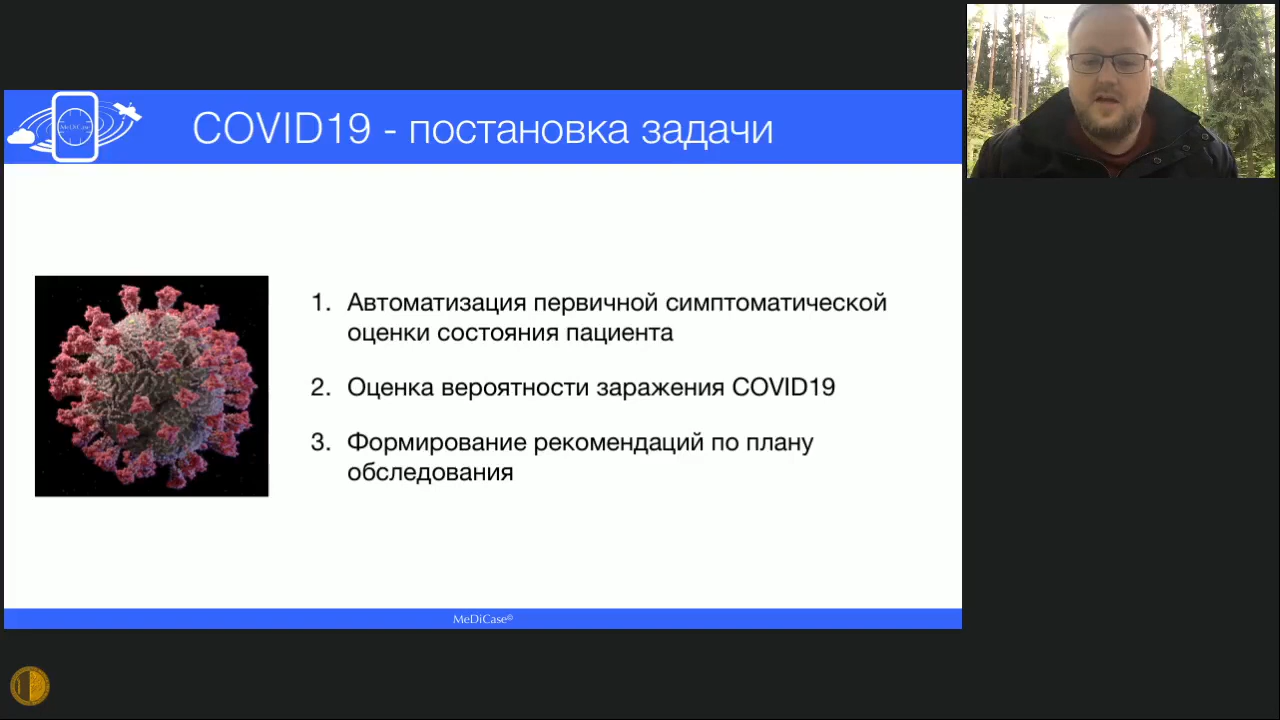 MeDiCase
COVID19 - постановка задачи
1. Автоматизация первичной симптоматической
оценки состояния пациента
2. Оценка вероятности заражения COVID19
3. Формирование рекомендаций по плану
обследования
MeDiCase©